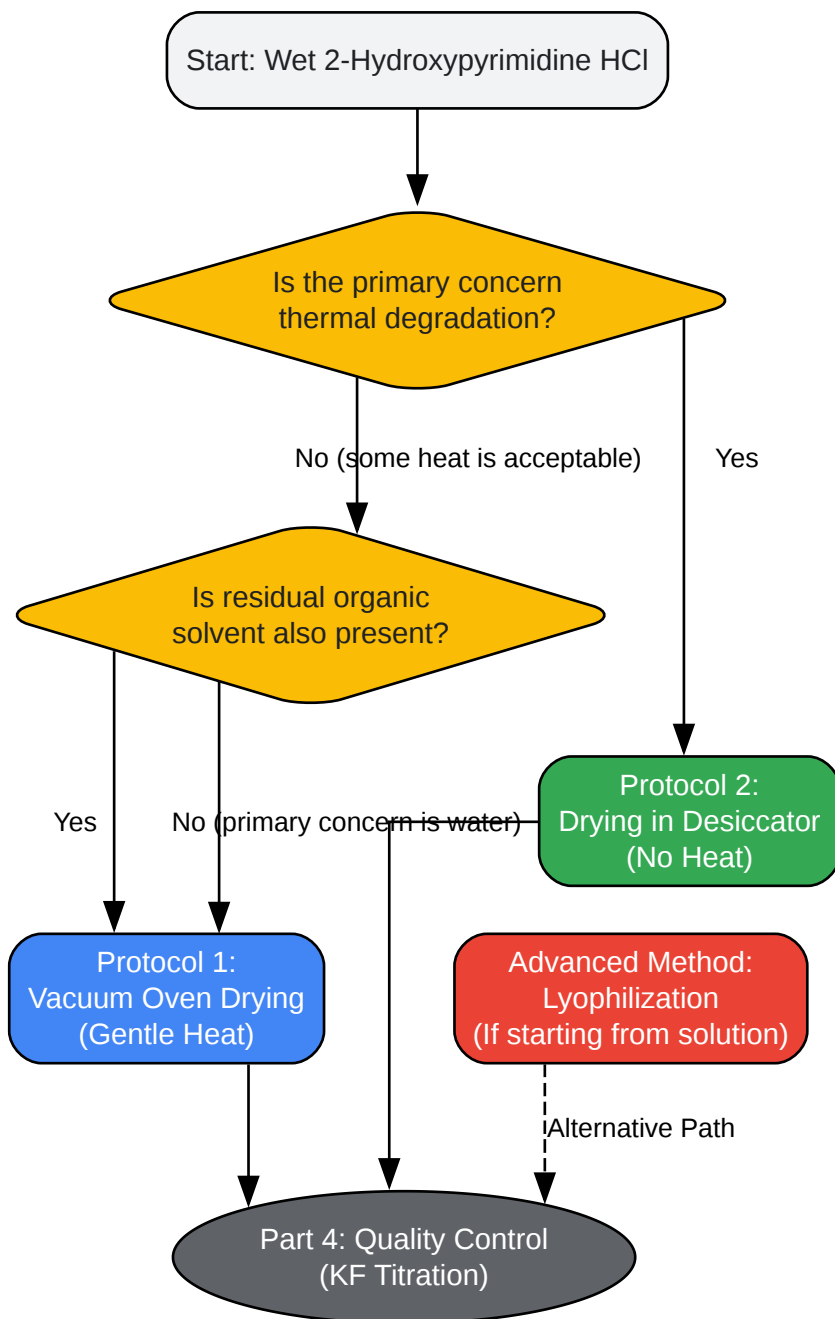 Start: Wet 2-Hydroxypyrimidine HCl
Is the primary concern
thermal degradation?
No (some heat is acceptable)
Yes
Is residual organic
solvent also present?
Yes
No (primary concern is water)
Protocol 2:
Drying in Desiccator
(No Heat)
Protocol 1:
Vacuum Oven Drying
(Gentle Heat)
Advanced Method:
Lyophilization
(If starting from solution)
Alternative Path
Part 4: Quality Control
(KF Titration)